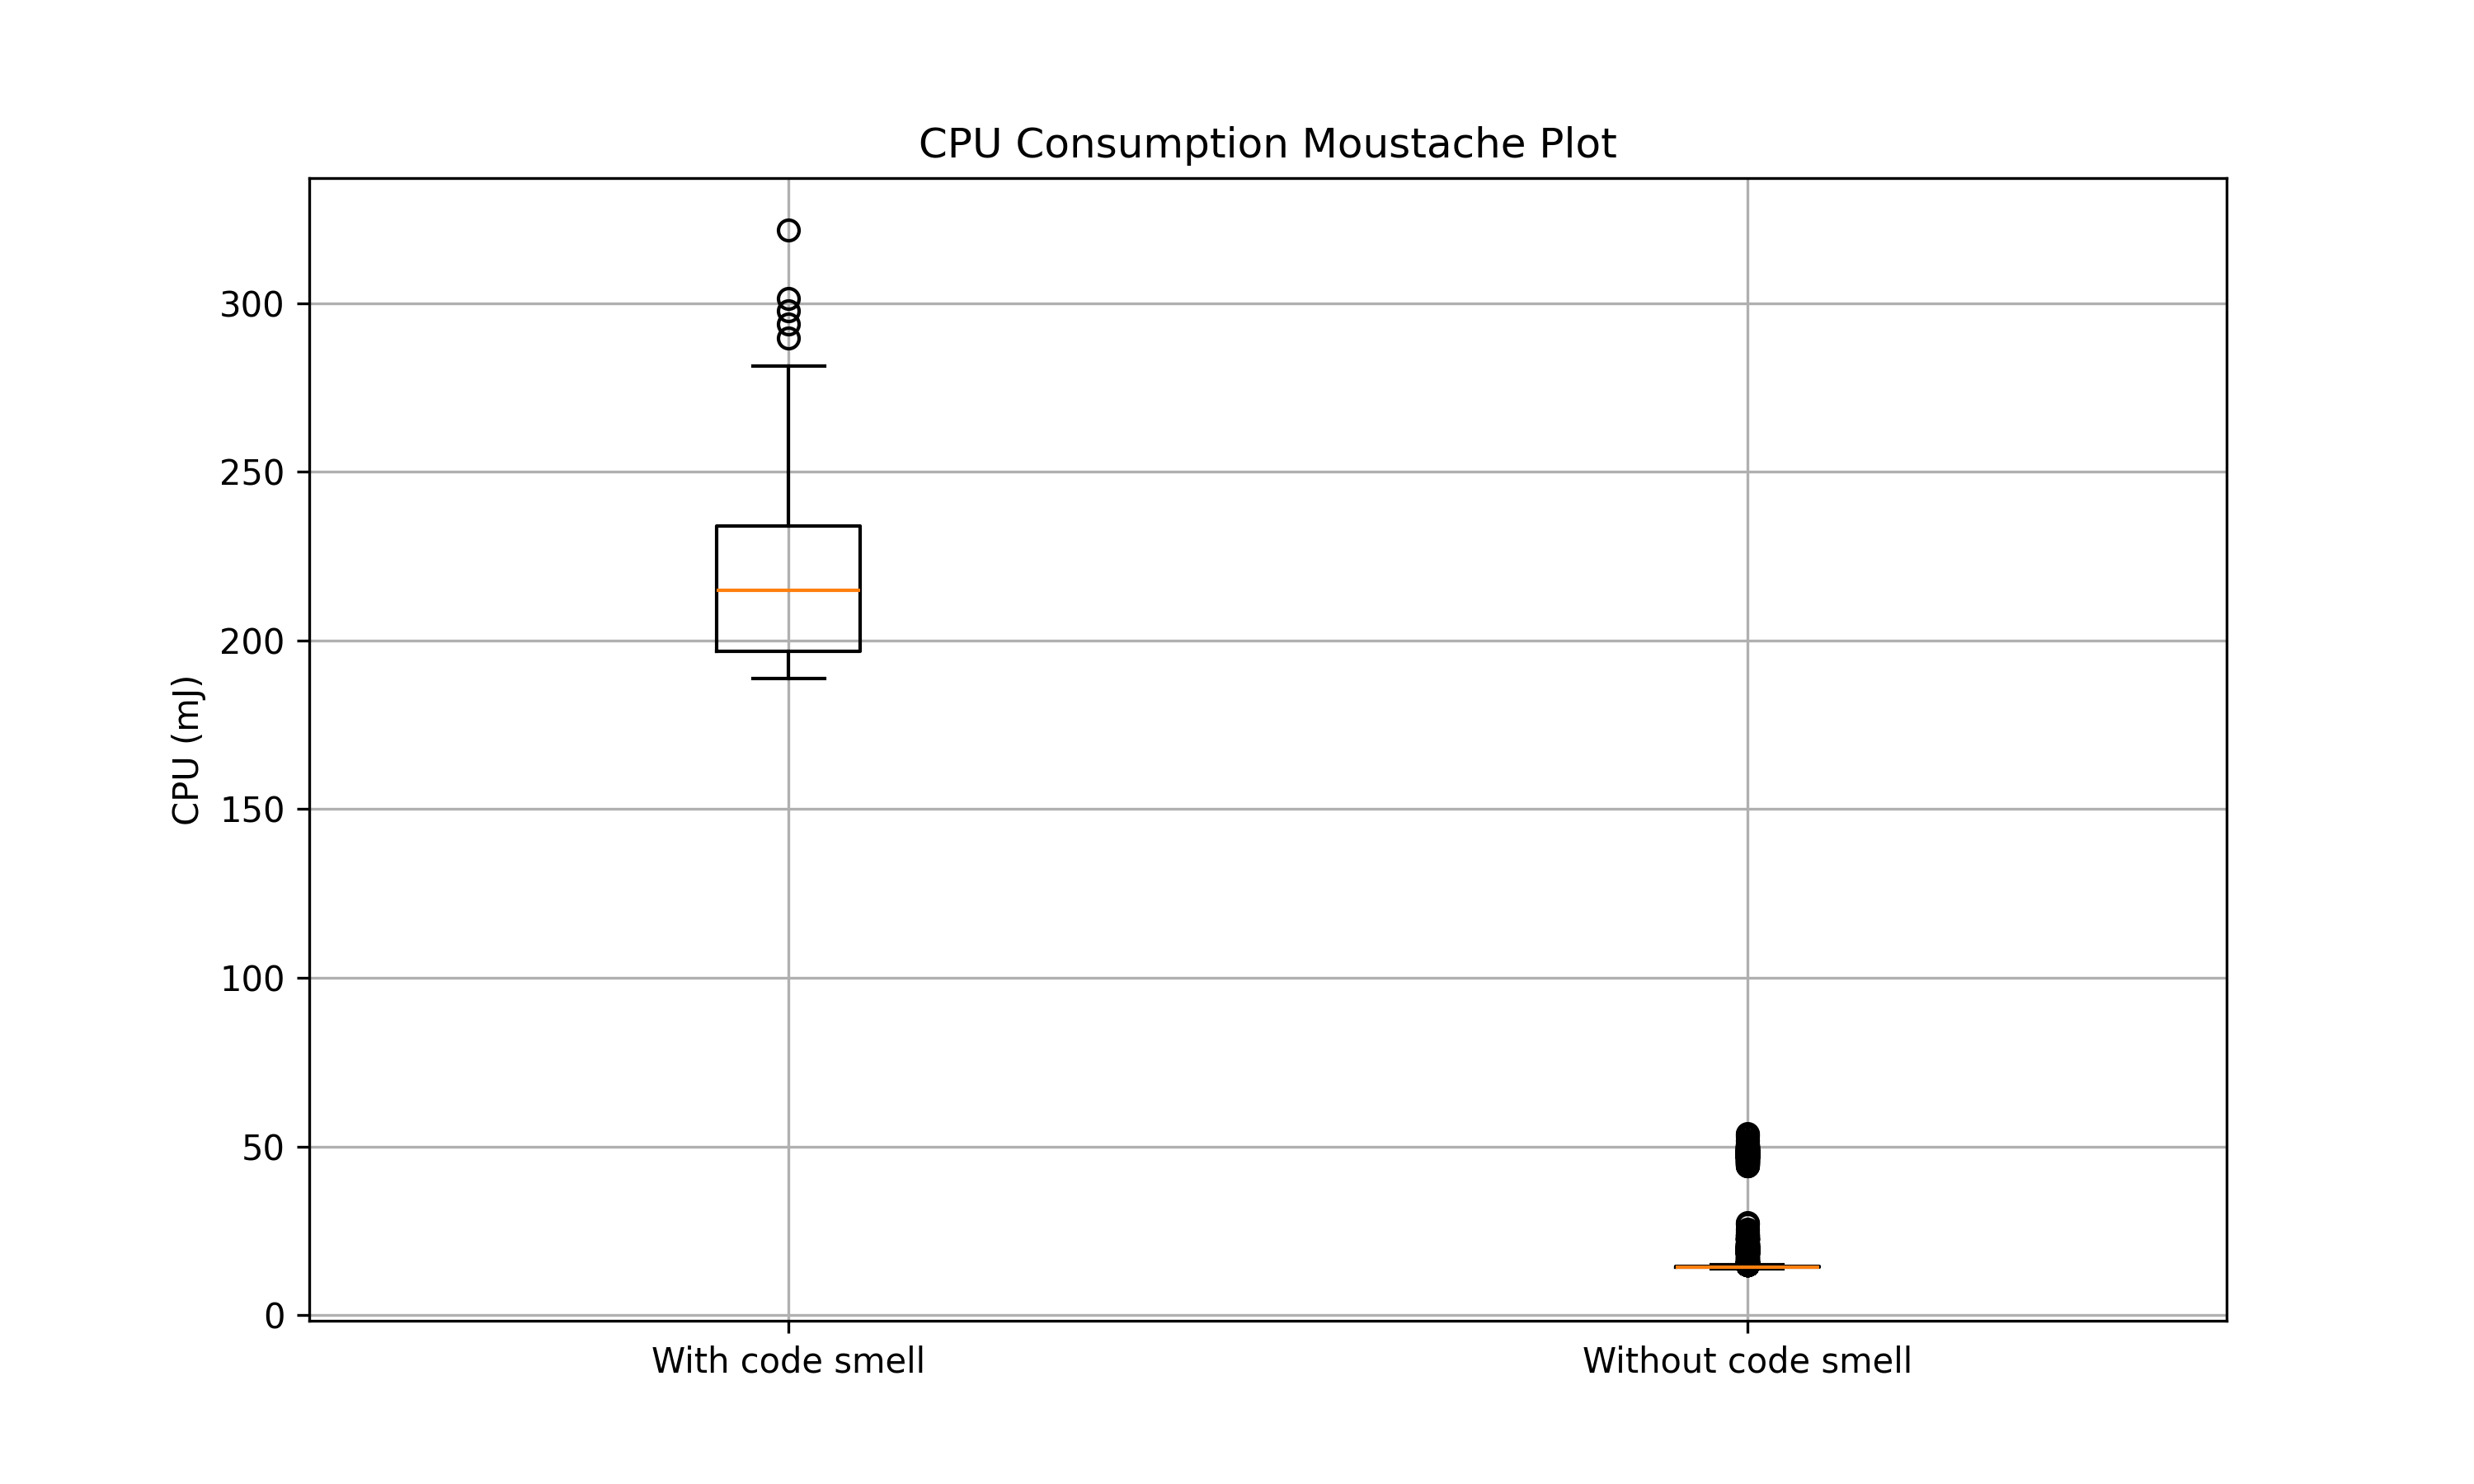 CPU Consumption Moustache Plot
CPU (mJ)
300
250
200
150
100
50
0
With code smell
Without code smell